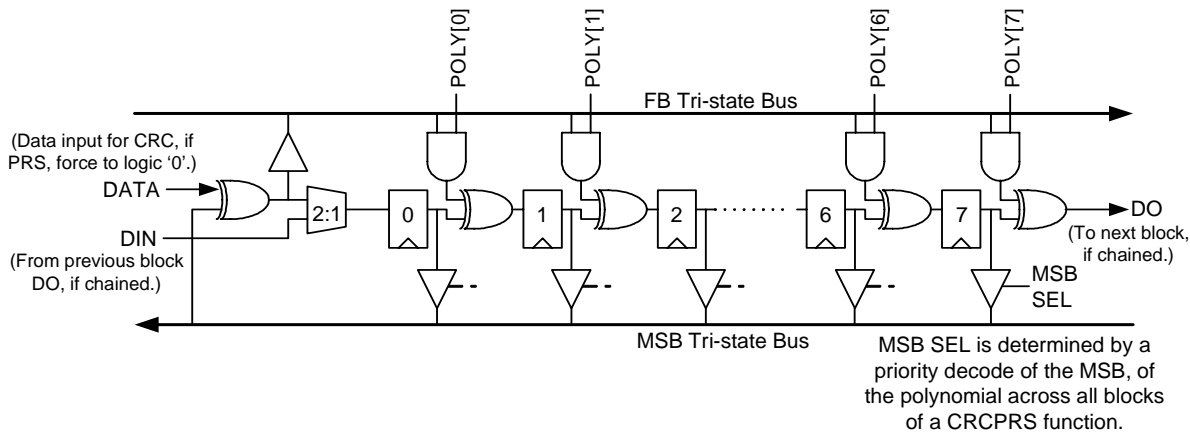 POLY[0]
POLY[1]
POLY[6]
POLY[7]
FB Tri-state Bus
(Data input for CRC, if
PRS, force to logic ‘0’.)
DATA
2:1
0
1
2
6
7
DO
DIN
(To next block,
if chained.)
(From previous block
DO, if chained.)
MSB
SEL
MSB Tri-state Bus
MSB SEL is determined by a
priority decode of the MSB, of
the polynomial across all blocks
of a CRCPRS function.